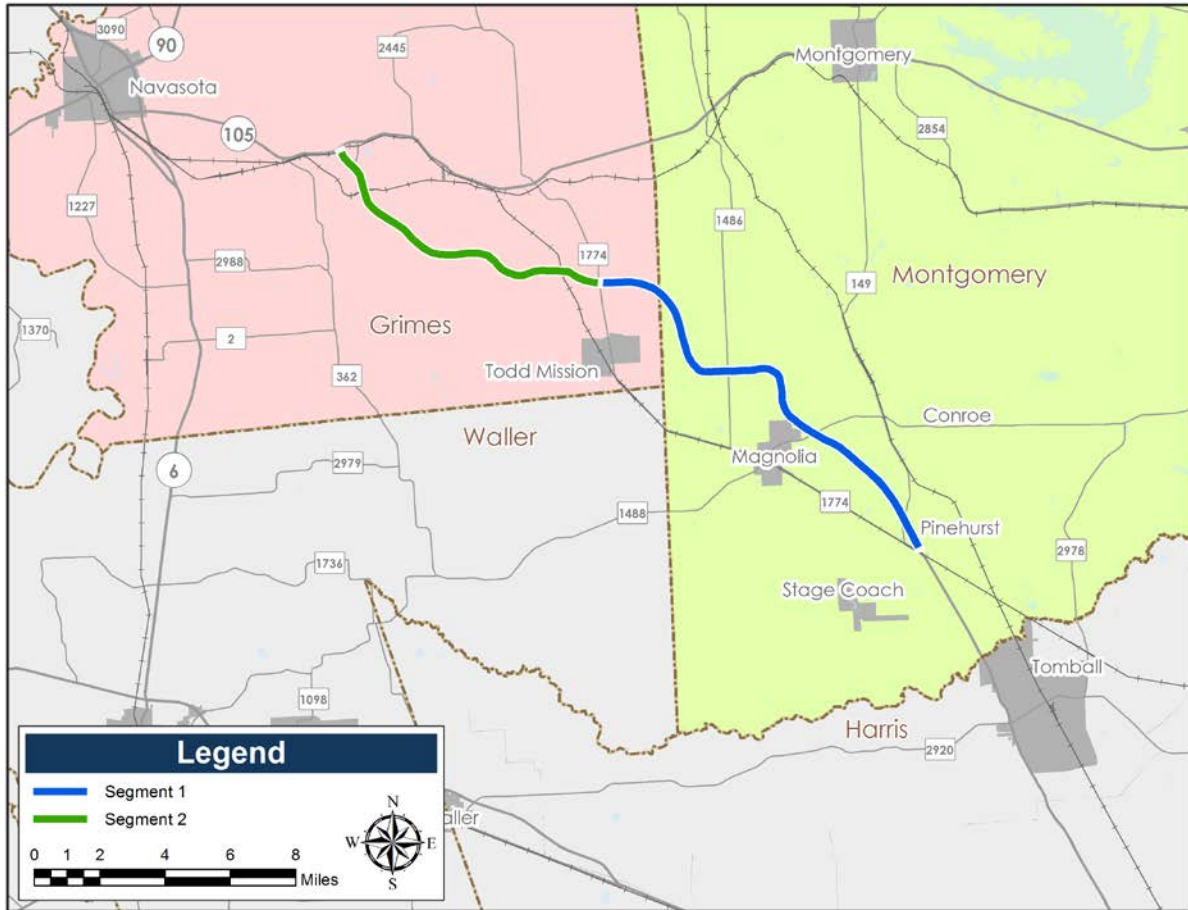 3090
90
2445
Navasota
Montgomery
105
2854
1227
1486
2988
1774
149
Montgomery
1370
2
Grimes
362
Todd Mission
Conroe
Waller
Magnolia
6
2979
1774
1488
Pinehurst
2978
1736
Stage Coach
Tomball
1098
Harris
2920
aller
Legend
Segment 1
Segment 2
N
W E
S
0 1 2 4 6 8
Miles